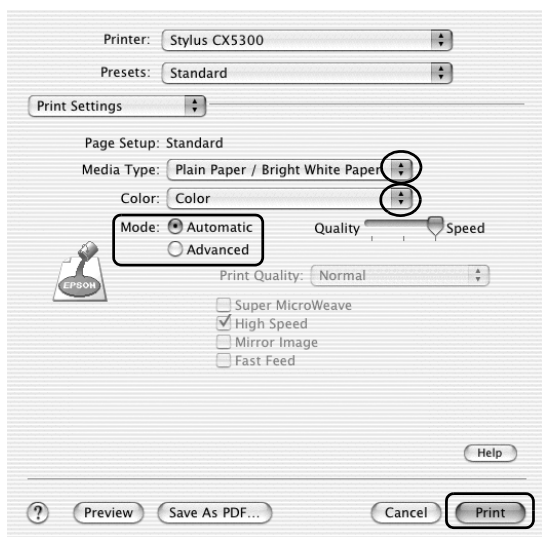 Printer: Stylus CX5300
Presets: Standard
Print Settings
Page Setup: Standard
Media Type: Plain Paper / Bright White Paper
Color: Color
Mode: Automatic Quality Speed
Advanced
EPSON
Print Quality: Normal
Super MicroWeave
High Speed
Mirror Image
Fast Feed
Help
? Preview Save As PDF... Cancel Print